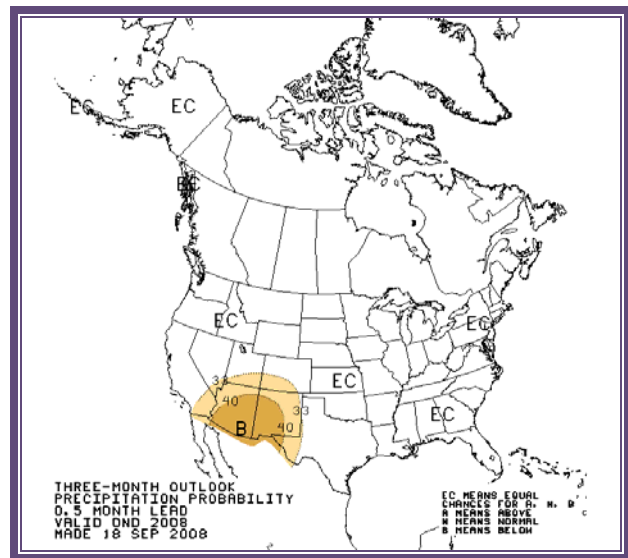 EC
EC
EC
EC
EC
EC
EC
33
40
33
40
B
THREE-MONTH OUTLOOK
PRECIPITATION PROBABILITY
0.5 MONTH LEAD
VALID OND 2008
MADE 18 SEP 2008
EC MEANS EQUAL
CHANCES FOR A, N, B
A MEANS ABOVE
N MEANS NORMAL
B MEANS BELOW